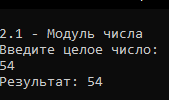 2.1 - Модуль числа
Введите целое число:
54
Результат: 54